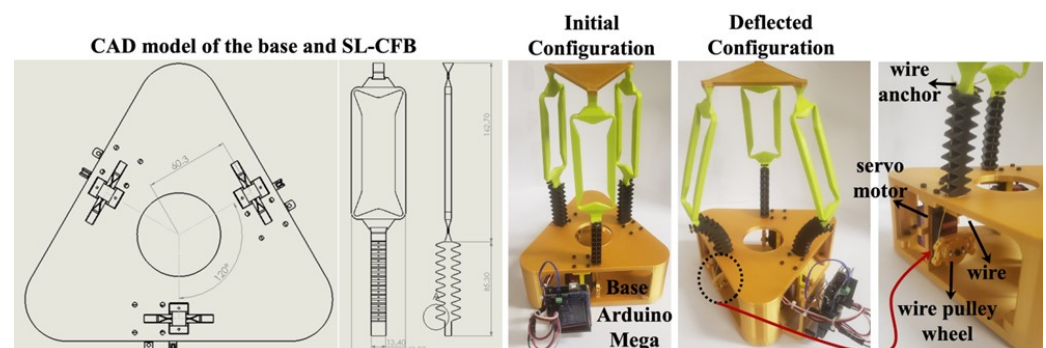 CAD model of the base and SL-CFB
Initial
Configuration
Deflected
Configuration
60.3
120°
162.70
85.30
15.40
Base
Arduino
Mega
wire
anchor
servo
motor
wire
wire pulley
wheel